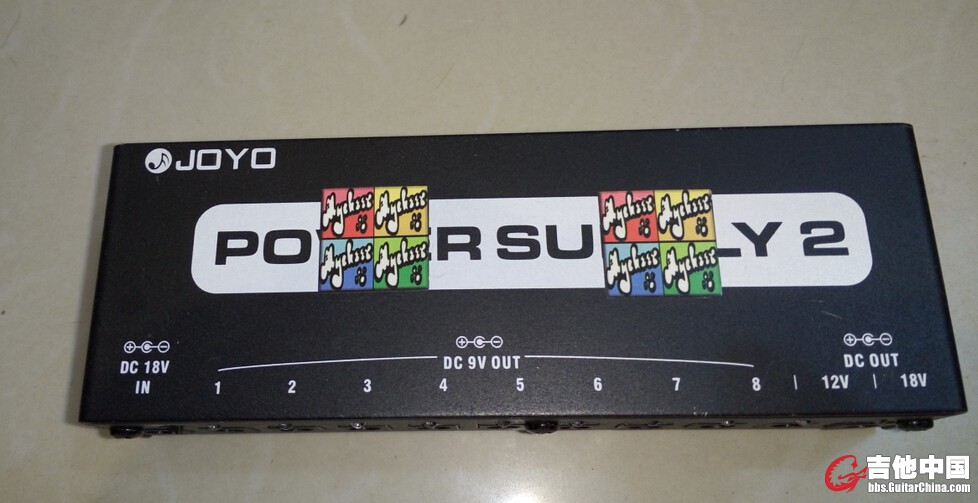 JOYO
PO ER SU LY 2
DC 18V
IN
DC 9V OUT
1 2 3 4 5 6 7 8
DC OUT
12V | 18V
吉他中国
bbs.GuitarChina.com